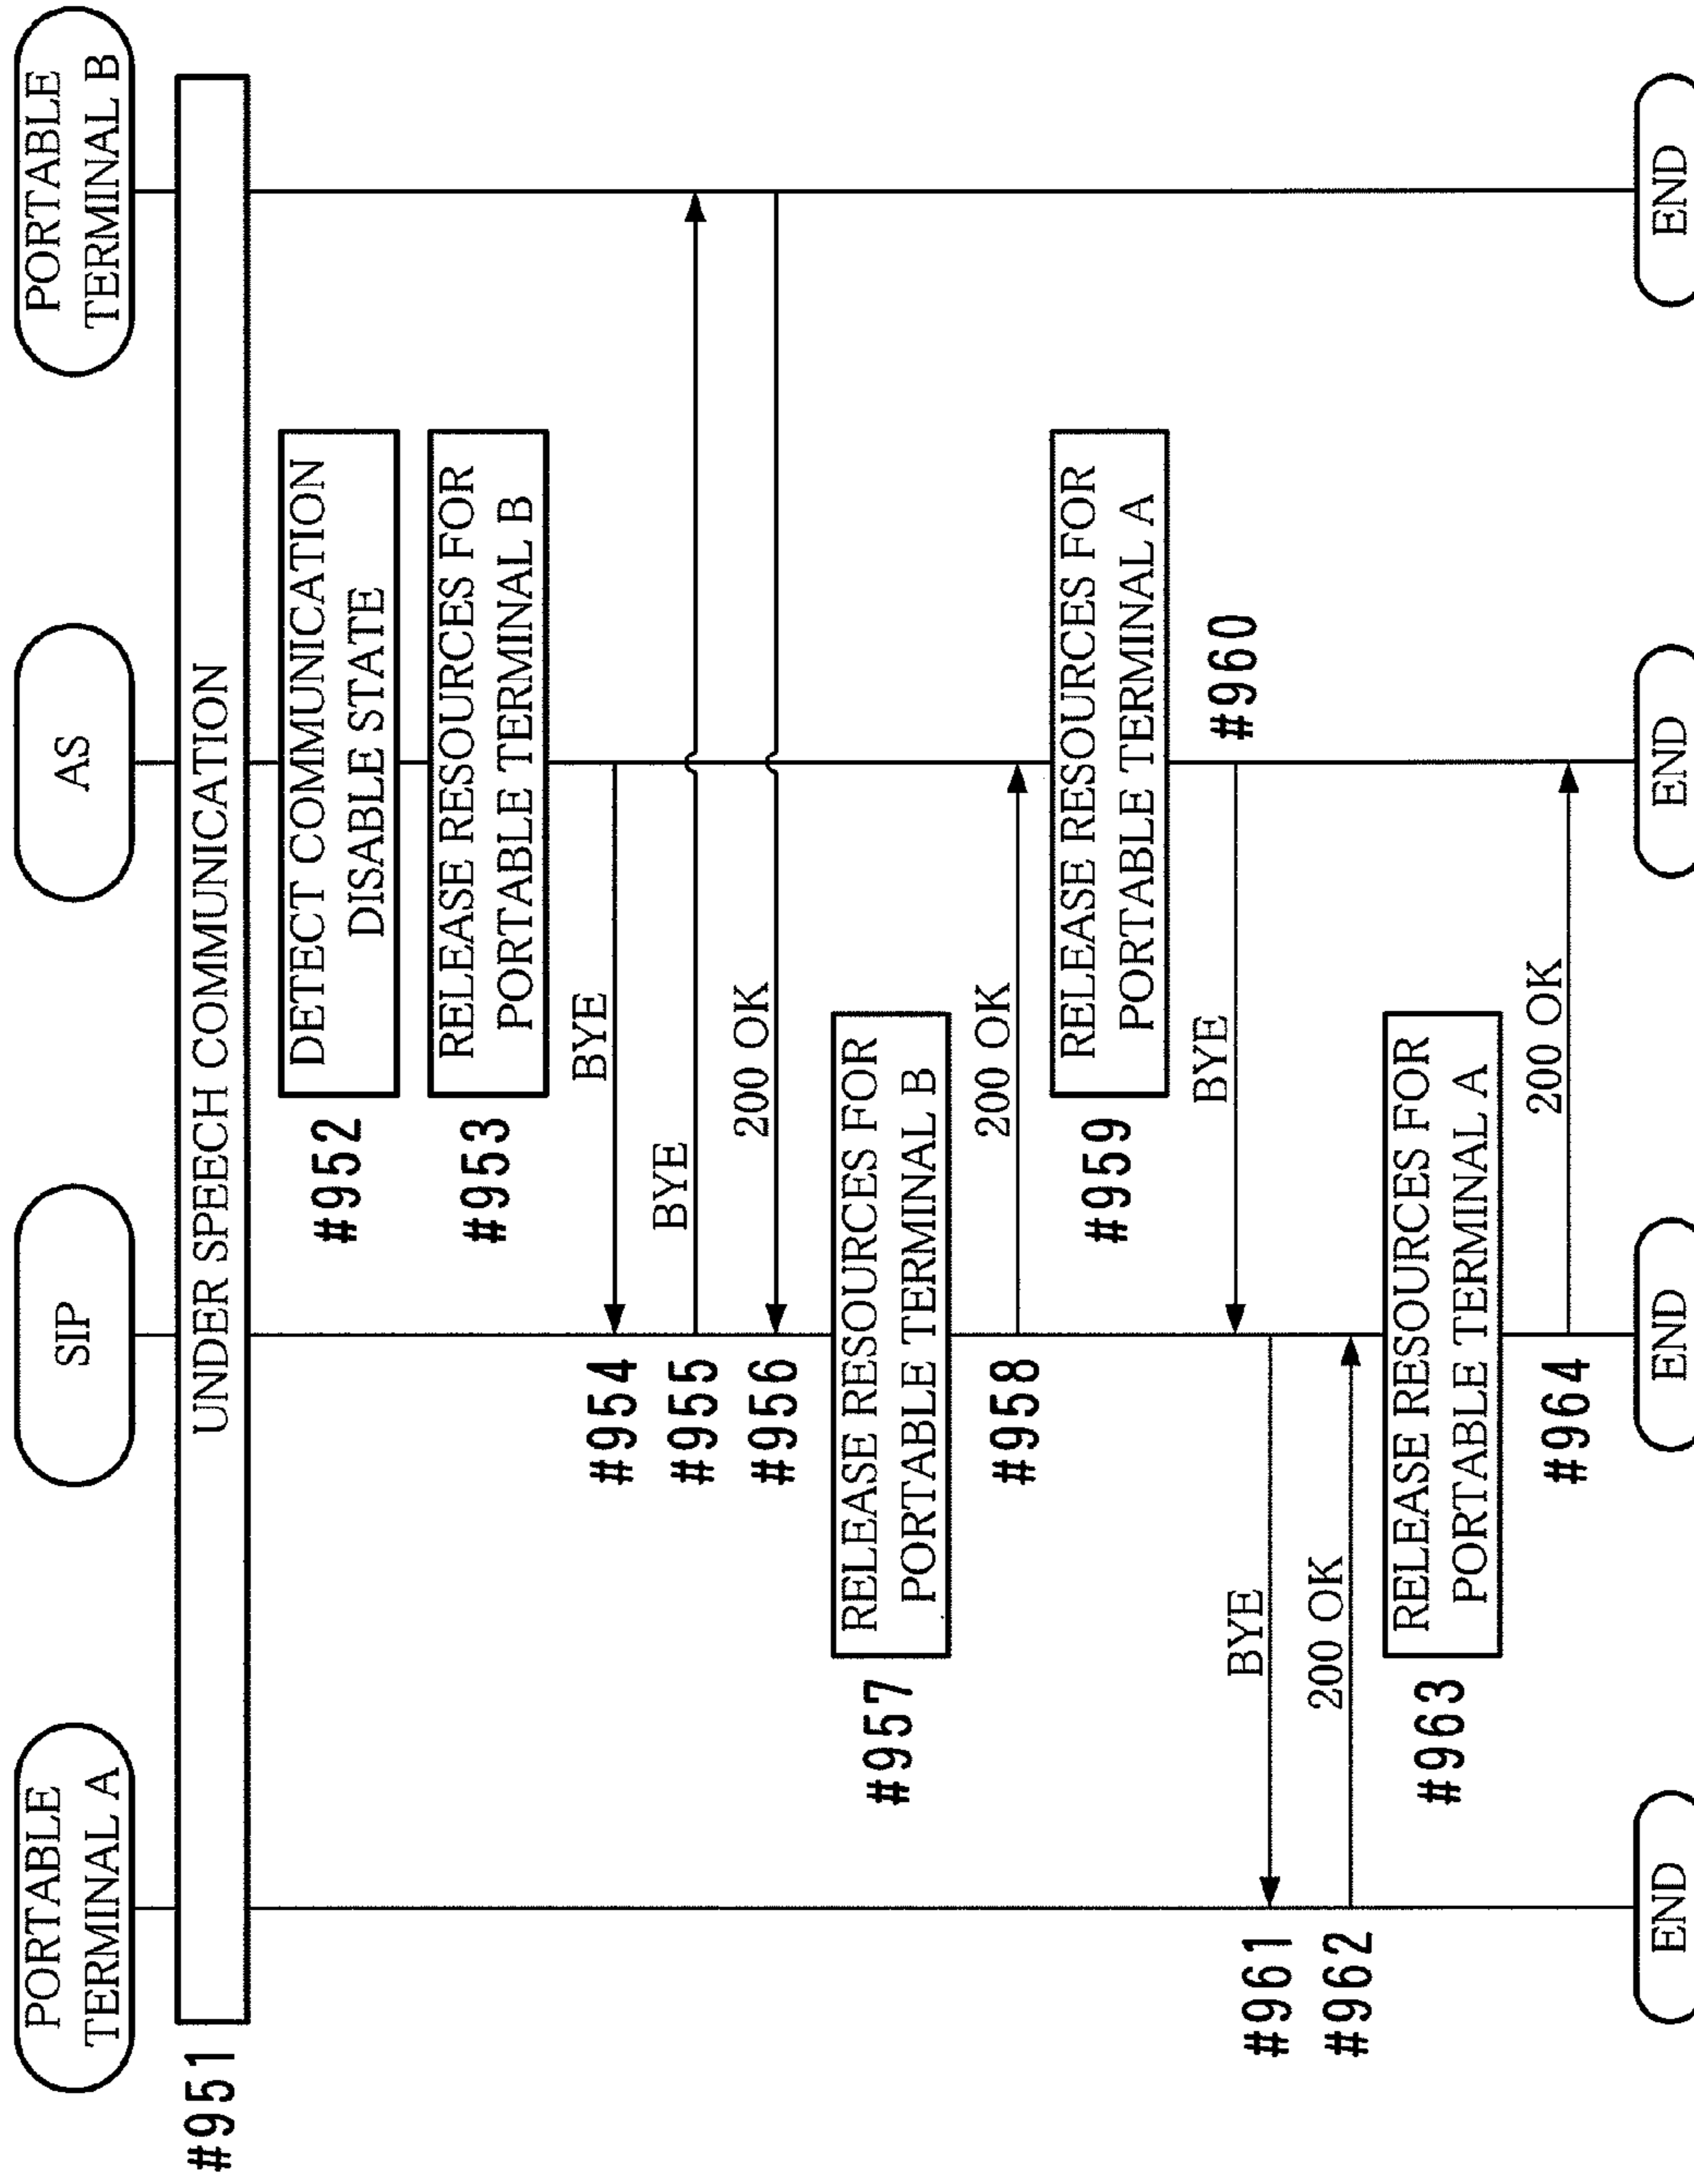 PORTABLE
TERMINAL A
SIP
AS
PORTABLE
TERMINAL B
#951
UNDER SPEECH COMMUNICATION
#952
DETECT COMMUNICATION
DISABLE STATE
#953
RELEASE RESOURCES FOR
PORTABLE TERMINAL B
#954
BYE
#955
BYE
#956
200 OK
#957
RELEASE RESOURCES FOR
PORTABLE TERMINAL B
#958
200 OK
#959
RELEASE RESOURCES FOR
PORTABLE TERMINAL A
BYE
#960
#961
BYE
#962
200 OK
#963
RELEASE RESOURCES FOR
PORTABLE TERMINAL A
#964
200 OK
END
END
END
END